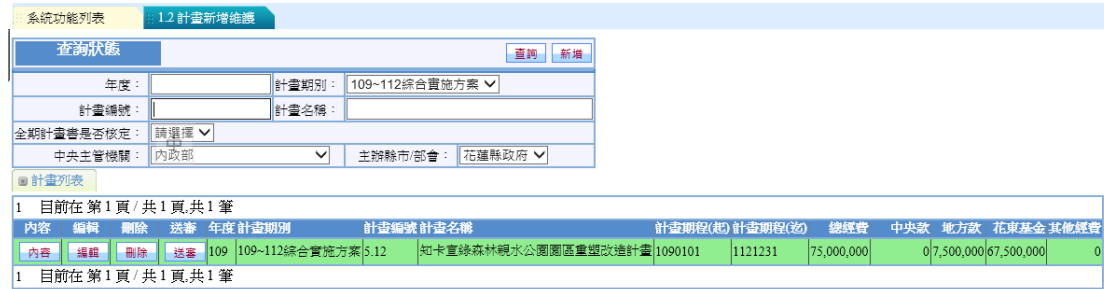 系統功能列表 1.2 計畫新增維護
查詢狀態 查詢 新增
年度： 計畫期別： 109~112綜合實施方案
計畫編號： 計畫名稱：
全期計畫書是否核定： 請選擇
中央主管機關： 內政部 主辦縣市/部會： 花蓮縣政府
計畫列表
1 目前在 第 1 頁 / 共 1 頁,共 1 筆
內容 編輯 刪除 送審 年度 計畫期別 計畫編號 計畫名稱 計畫期程(起) 計畫期程(迄) 總經費 中央款 地方款 花東基金 其他經費
內容 編輯 刪除 送審 109 109~112綜合實施方案 5.12 知卡宣綠森林親水公園園區重塑改造計畫 1090101 1121231 75,000,000 0 7,500,000 67,500,000 0
1 目前在 第 1 頁 / 共 1 頁,共 1 筆